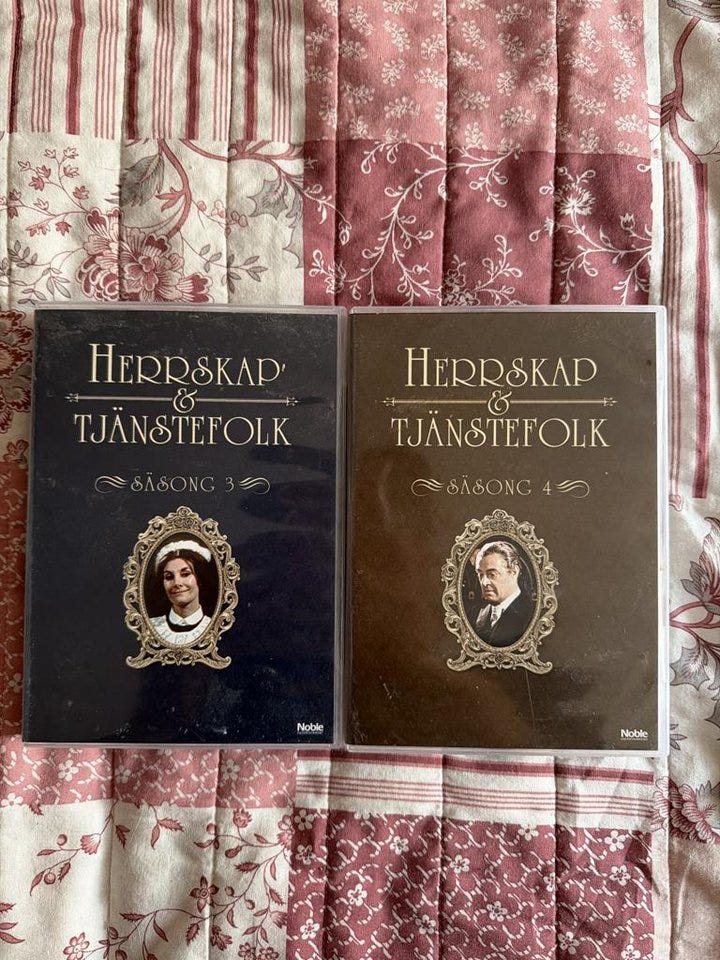 HERRSKAP
&
TJÄNSTEFOLK
SÄSONG 3
Noble
HERRSKAP
&
TJÄNSTEFOLK
SÄSONG 4
Noble